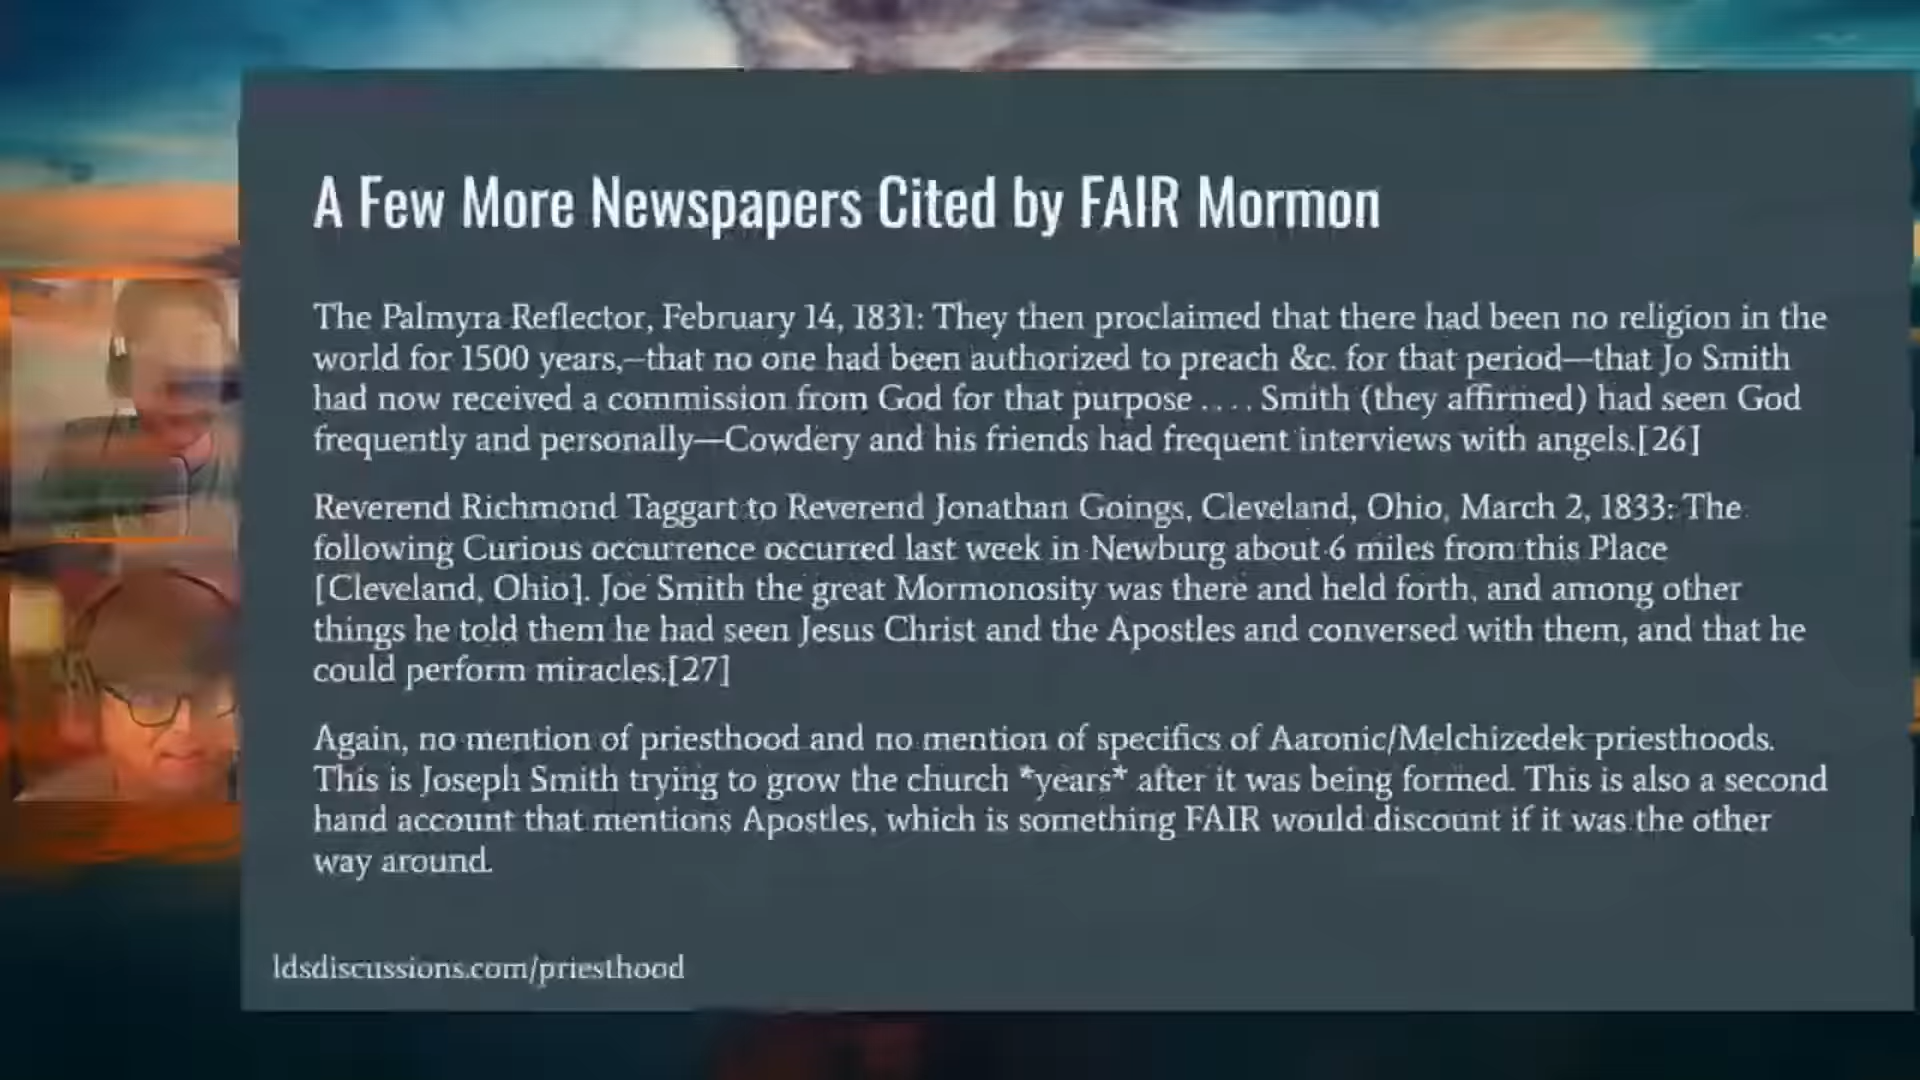 A Few More Newspapers Cited by FAIR Mormon
The Palmyra Reflector, February 14, 1831: They then proclaimed that there had been no religion in the
world for 1500 years,—that no one had been authorized to preach &c. for that period—that Jo Smith
had now received a commission from God for that purpose . . . . Smith (they affirmed) had seen God
frequently and personally—Cowdery and his friends had frequent interviews with angels.[26]
Reverend Richmond Taggart to Reverend Jonathan Goings, Cleveland, Ohio, March 2, 1833: The
following Curious occurrence occurred last week in Newburg about 6 miles from this Place
[Cleveland, Ohio]. Joe Smith the great Mormonosity was there and held forth, and among other
things he told them he had seen Jesus Christ and the Apostles and conversed with them, and that he
could perform miracles.[27]
Again, no mention of priesthood and no mention of specifics of Aaronic/Melchizedek priesthoods.
This is Joseph Smith trying to grow the church *years* after it was being formed. This is also a second
hand account that mentions Apostles, which is something FAIR would discount if it was the other
way around.
ldsdiscussions.com/priesthood